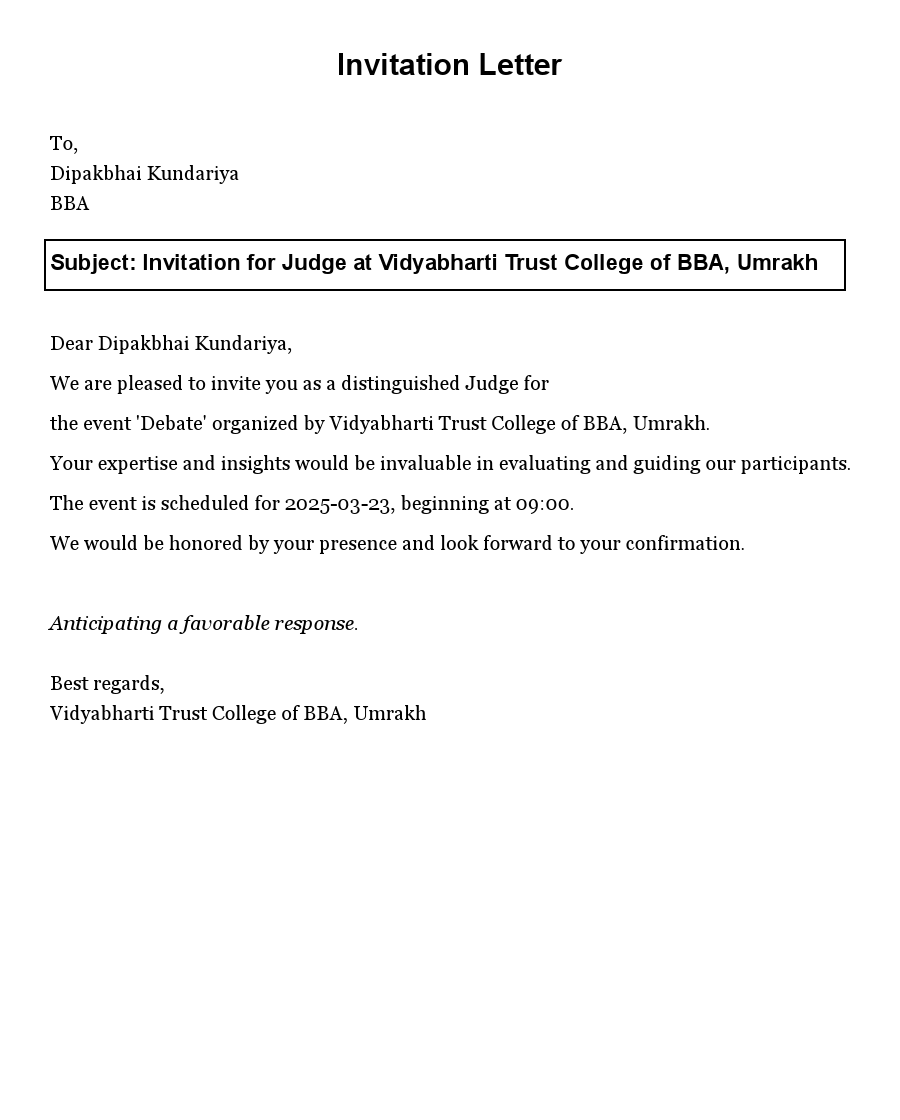 Invitation Letter
To,
Dipakbhai Kundariya
BBA
Subject: Invitation for Judge at Vidyabharti Trust College of BBA, Umrakh
Dear Dipakbhai Kundariya,
We are pleased to invite you as a distinguished Judge for
the event 'Debate' organized by Vidyabharti Trust College of BBA, Umrakh.
Your expertise and insights would be invaluable in evaluating and guiding our participants.
The event is scheduled for 2025-03-23, beginning at 09:00.
We would be honored by your presence and look forward to your confirmation.
Anticipating a favorable response.
Best regards,
Vidyabharti Trust College of BBA, Umrakh